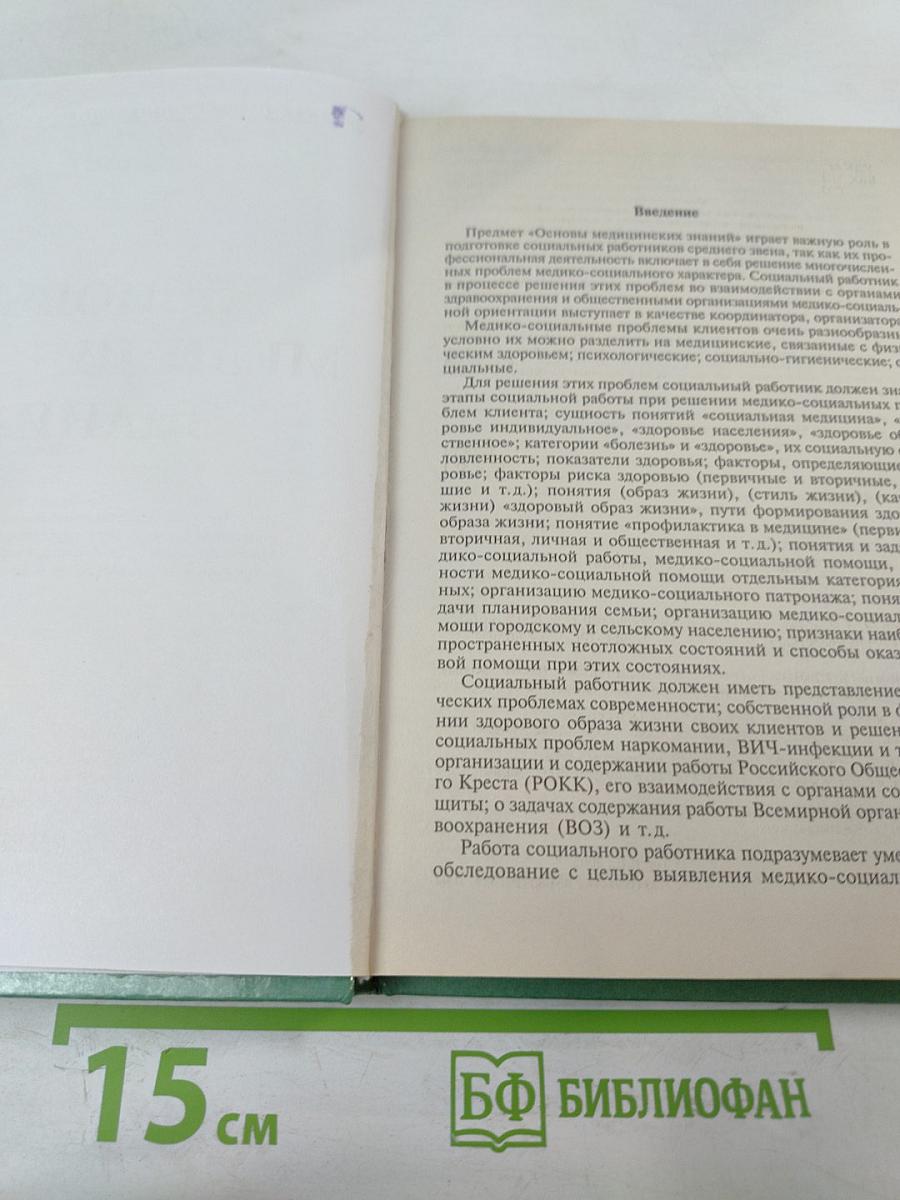 Введение
Предмет «Основы медицинских знаний» играет важную роль в
подготовке социальных работников среднего звена, так как их про-
фессиональная деятельность включает в себя решение многочислен-
ных проблем медико-социального характера. Социальный работник
в процессе решения этих проблем во взаимодействии с органами
здравоохранения и общественными организациями медико-социаль-
ной ориентации выступает в качестве координатора, организатора
Медико-социальные проблемы клиентов очень разнообразны
условно их можно разделить на медицинские, связанные с физи
ческим здоровьем; психологические; социально-гигиенические; с
циальные.
Для решения этих проблем социальный работник должен зна
этапы социальной работы при решении медико-социальных п
блем клиента; сущность понятий «социальная медицина», «
ровье индивидуальное», «здоровье населения», «здоровье об
ственное»; категории «болезнь» и «здоровье», их социальную
ловленность; показатели здоровья; факторы, определяющие
ровье; факторы риска здоровью (первичные и вторичные,
шие и т.д.); понятия (образ жизни), (стиль жизни), (ка
жизни) «здоровый образ жизни», пути формирования здо
образа жизни; понятие «профилактика в медицине» (перви
вторичная, личная и общественная и т.д.); понятия и зад
дико-социальной работы, медико-социальной помощи,
ности медико-социальной помощи отдельным категория
ных; организацию медико-социального патронажа; поня
дачи планирования семьи; организацию медико-социал
мощи городскому и сельскому населению; признаки наиб
пространенных неотложных состояний и способы оказ
вой помощи при этих состояниях.
Социальный работник должен иметь представление
ческих проблемах современности; собственной роли в ф
нии здорового образа жизни своих клиентов и решен
социальных проблем наркомании, ВИЧ-инфекции и т
организации и содержании работы Российского Общес
го Креста (РОКК), его взаимодействия с органами со
щиты; о задачах содержания работы Всемирной орган
воохранения (ВОЗ) и т.д.
Работа социального работника подразумевает уме
обследование с целью выявления медико-социал
15 см
БФ БИБЛИОФАН